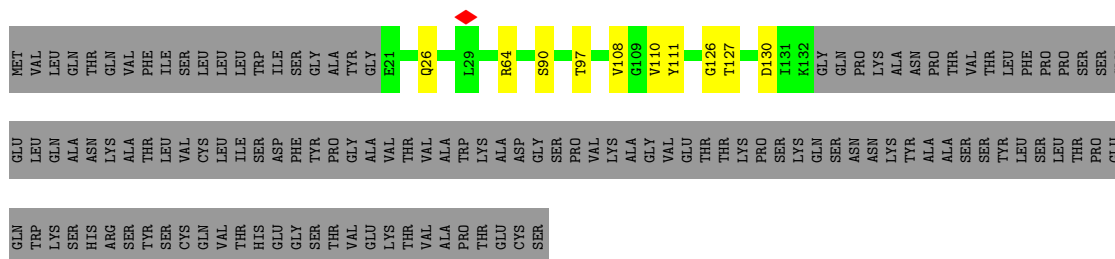 MET VAL LEU LEU GLN THR GLN VAL PHE ILE SER LEU LEU LEU TRP ILE SER GLY ALA TYR GLY E21 Q26 L29 R64 S90 T97 V108 G109 V110 Y111 G126 T127 D130 I131 K132 GLY GLN PRO LYS ALA ASN PRO THR VAL THR LEU PHE PRO PRO SER SER
GLU LEU GLN ALA ASN LYS ALA THR LEU VAL CYS LEU ILE SER ASP PHE TYR PRO GLY ALA VAL THR VAL ALA TRP LYS ALA ASP GLY SER PRO VAL LYS ALA GLY VAL GLU THR THR LYS PRO SER LYS GLN SER ASN ASN LYS TYR ALA ALA SER SER TYR LEU SER LEU THR PRO GLU
GLN TRP LYS SER HIS ARG SER TYR SER CYS GLN VAL THR HIS GLU GLY SER THR VAL GLU LYS THR VAL ALA PRO THR GLU CYS SER